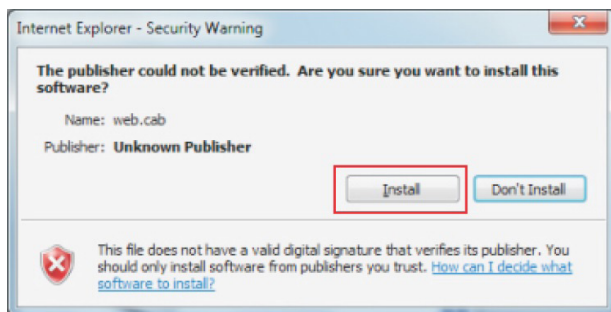 Internet Explorer - Security Warning
The publisher could not be verified. Are you sure you want to install this
software?
Name: web.cab
Publisher: Unknown Publisher
Install
Don't Install
This file does not have a valid digital signature that verifies its publisher. You
should only install software from publishers you trust. How can I decide what
software to install?